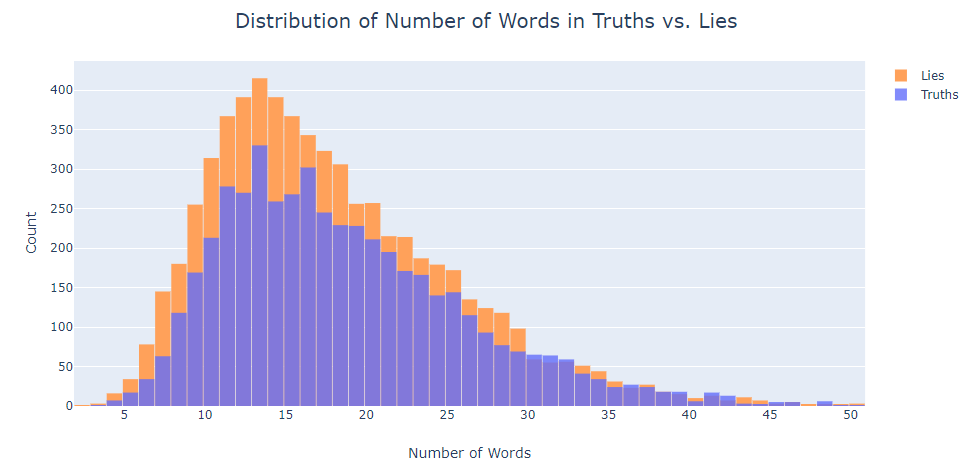 Distribution of Number of Words in Truths vs. Lies
Lies
Truths
Count
400
350
300
250
200
150
100
50
0
5 10 15 20 25 30 35 40 45 50
Number of Words